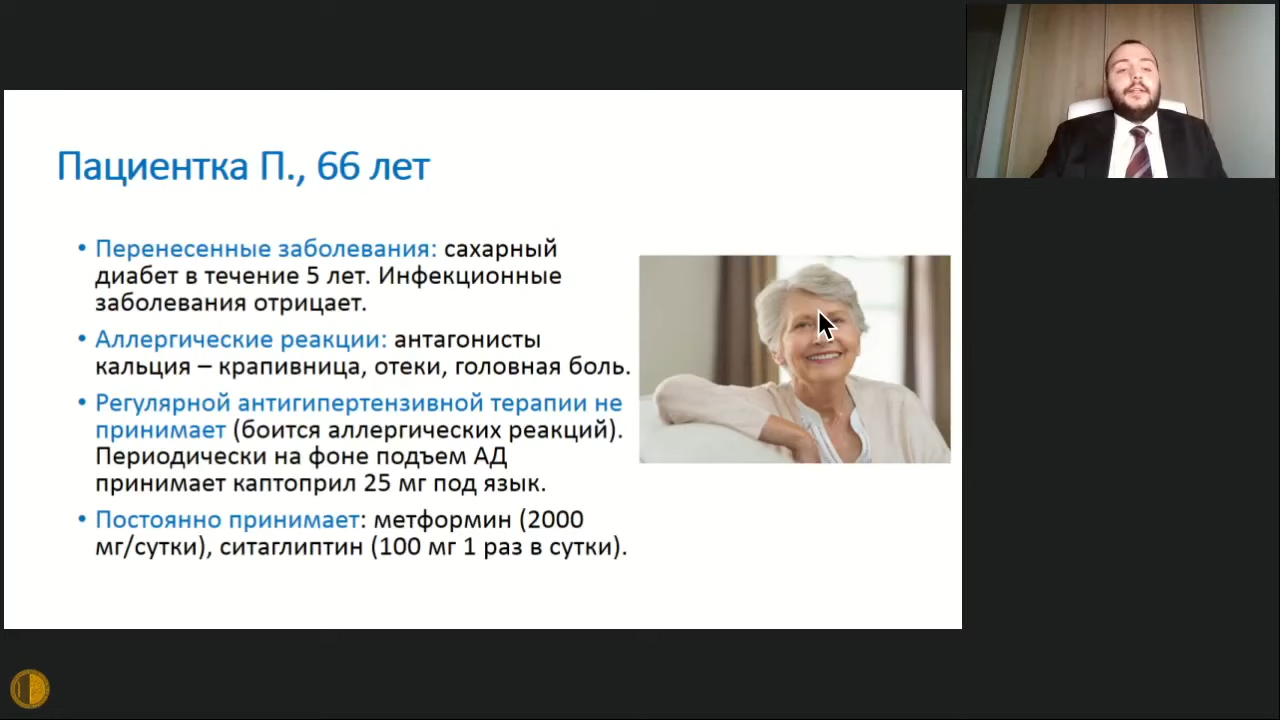 Пациентка П., 66 лет
• Перенесенные заболевания: сахарный
диабет в течение 5 лет. Инфекционные
заболевания отрицает.
• Аллергические реакции: антагонисты
кальция – крапивница, отеки, головная боль.
• Регулярной антигипертензивной терапии не
принимает (боится аллергических реакций).
Периодически на фоне подъем АД
принимает каптоприл 25 мг под язык.
• Постоянно принимает: метформин (2000
мг/сутки), ситаглиптин (100 мг 1 раз в сутки).